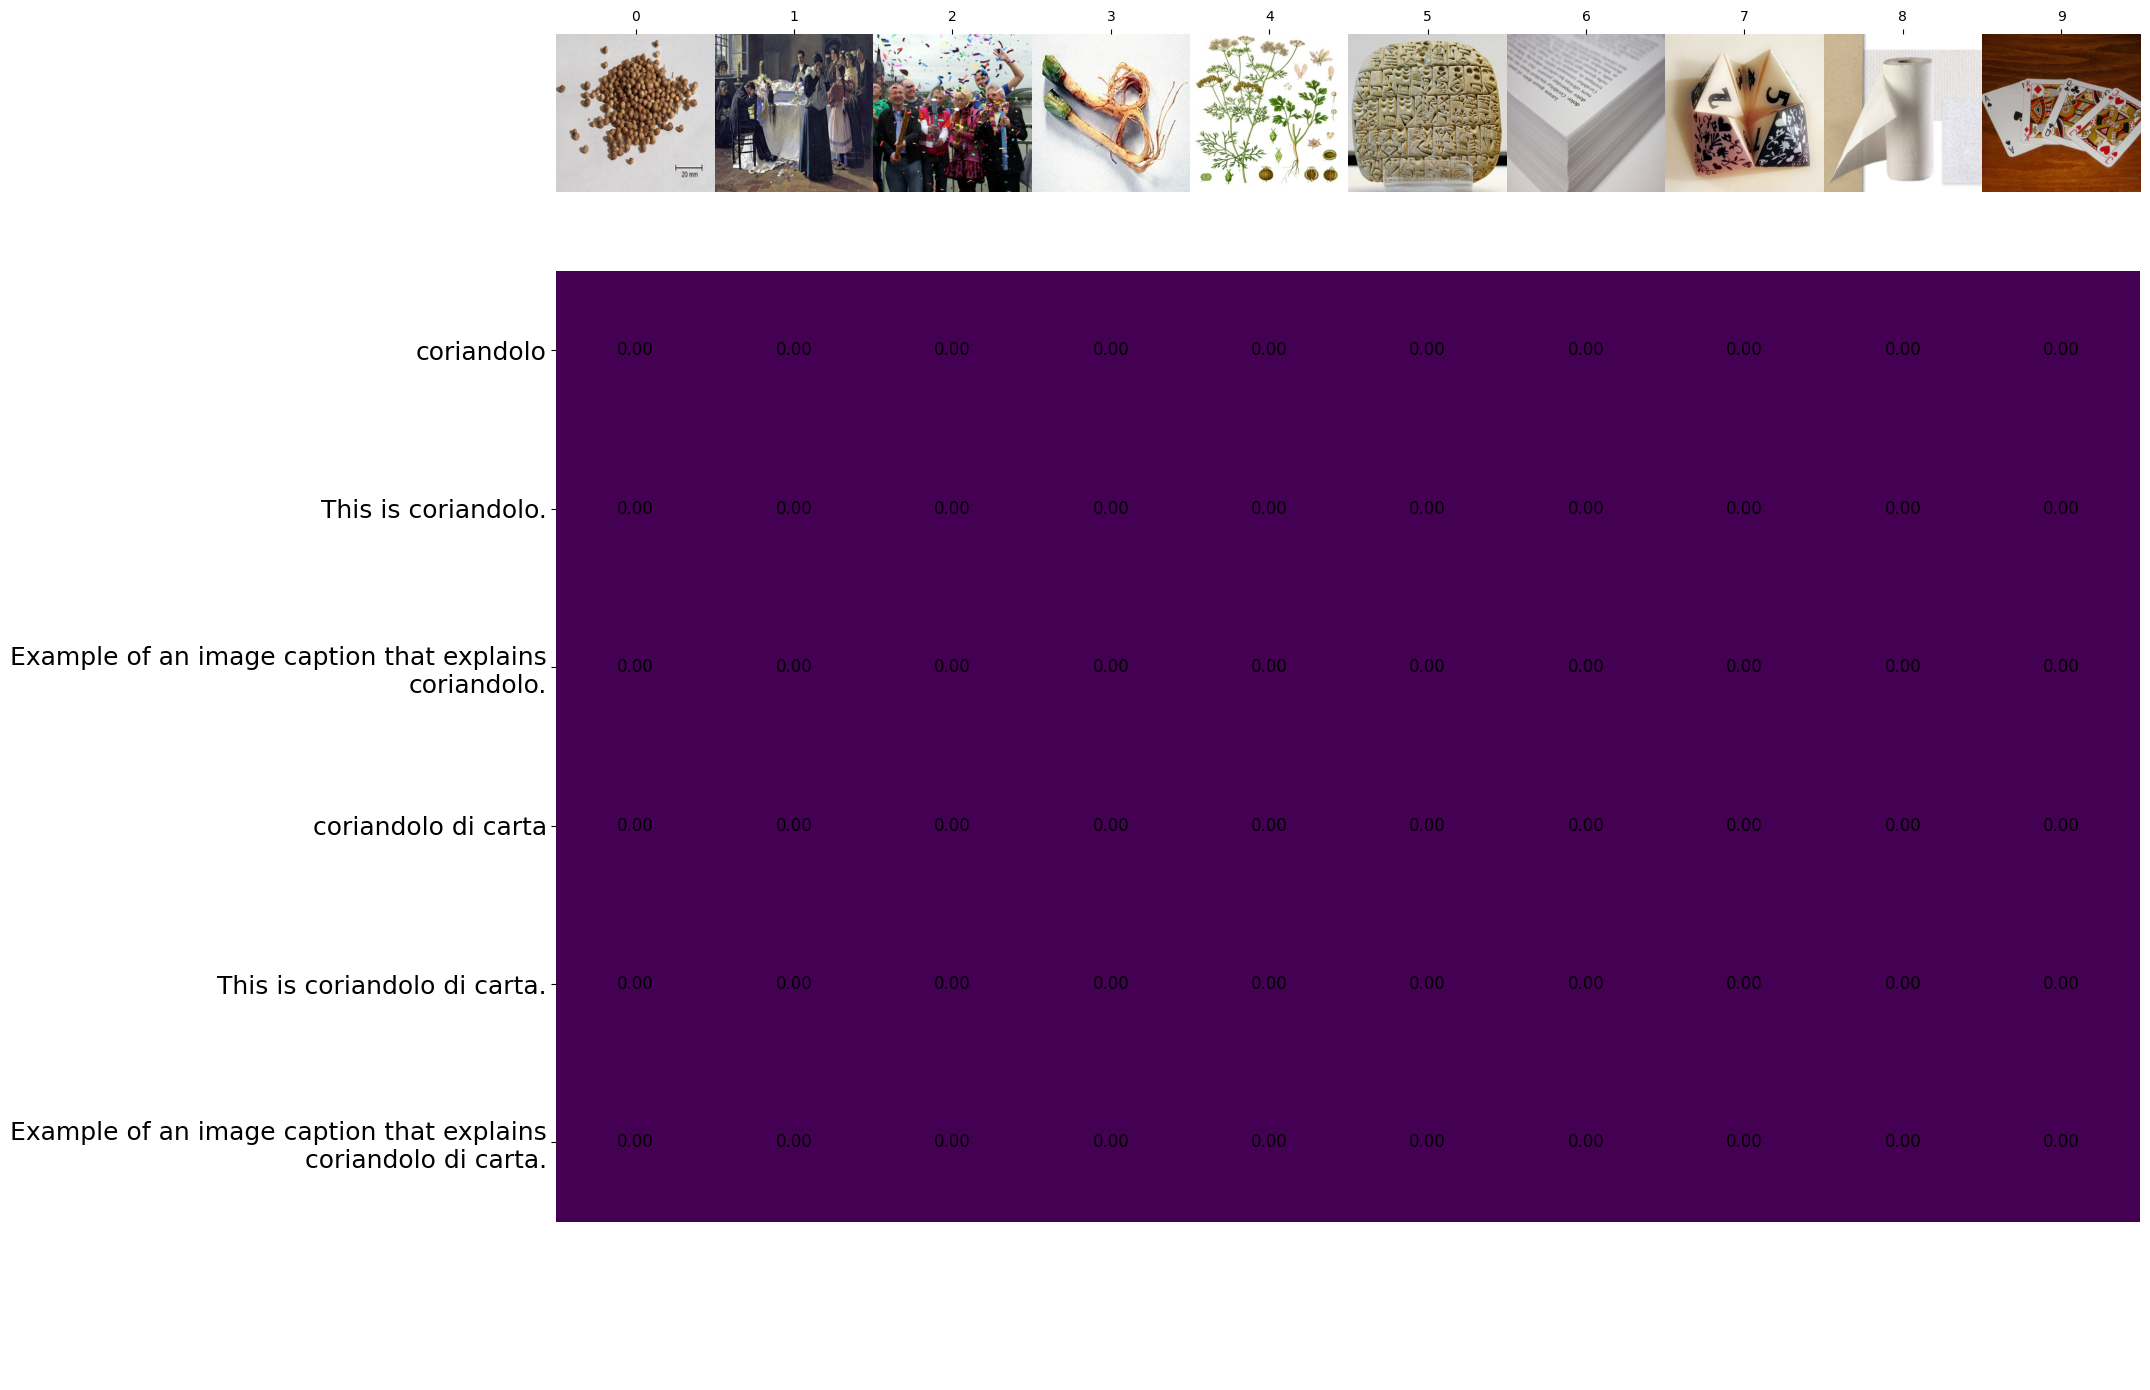 0 1 2 3 4 5 6 7 8 9
20 mm
coriandolo 0.00 0.00 0.00 0.00 0.00 0.00 0.00 0.00 0.00 0.00
This is coriandolo. 0.00 0.00 0.00 0.00 0.00 0.00 0.00 0.00 0.00 0.00
Example of an image caption that explains
coriandolo. 0.00 0.00 0.00 0.00 0.00 0.00 0.00 0.00 0.00 0.00
coriandolo di carta 0.00 0.00 0.00 0.00 0.00 0.00 0.00 0.00 0.00 0.00
This is coriandolo di carta. 0.00 0.00 0.00 0.00 0.00 0.00 0.00 0.00 0.00 0.00
Example of an image caption that explains
coriandolo di carta. 0.00 0.00 0.00 0.00 0.00 0.00 0.00 0.00 0.00 0.00